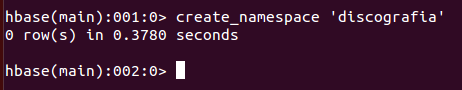 hbase(main):001:0> create_namespace 'discografia'
0 row(s) in 0.3780 seconds
hbase(main):002:0>